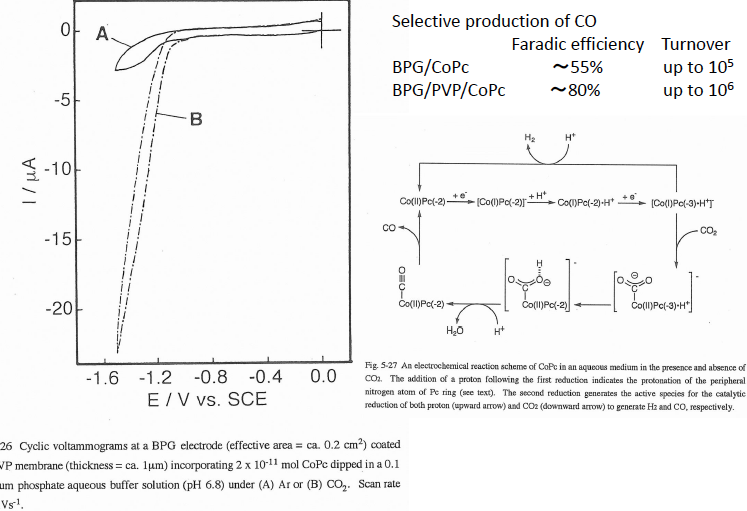 Selective production of CO
Faradic efficiency Turnover
BPG/CoPc ~55% up to 10⁵
BPG/PVP/CoPc ~80% up to 10⁶
A
B
0
-5
-10
-15
-20
I / µA
-1.6 -1.2 -0.8 -0.4 0.0
E / V vs. SCE
H₂ H⁺
Co(II)Pc(-2) + e⁻ [Co(I)Pc(-2)]⁻ + H⁺ Co(I)Pc(-2)·H⁺ + e⁻ [Co(I)Pc(-3)·H⁺]⁻
CO CO₂
O
C
Co(II)Pc(-2)
H
O O ⊖
C
Co(II)Pc(-2)
⊖
O O
C
Co(II)Pc(-3)·H⁺
H₂O H⁺
Fig. 5-27 An electrochemical reaction scheme of CoPc in an aqueous medium in the presence and absence of
CO₂. The addition of a proton following the first reduction indicates the protonation of the peripheral
nitrogen atom of Pc ring (see text). The second reduction generates the active species for the catalytic
reduction of both proton (upward arrow) and CO₂ (downward arrow) to generate H₂ and CO, respectively.
26 Cyclic voltammograms at a BPG electrode (effective area = ca. 0.2 cm²) coated
VP membrane (thickness = ca. 1µm) incorporating 2 x 10⁻¹¹ mol CoPc dipped in a 0.1
um phosphate aqueous buffer solution (pH 6.8) under (A) Ar or (B) CO₂. Scan rate
Vs⁻¹.